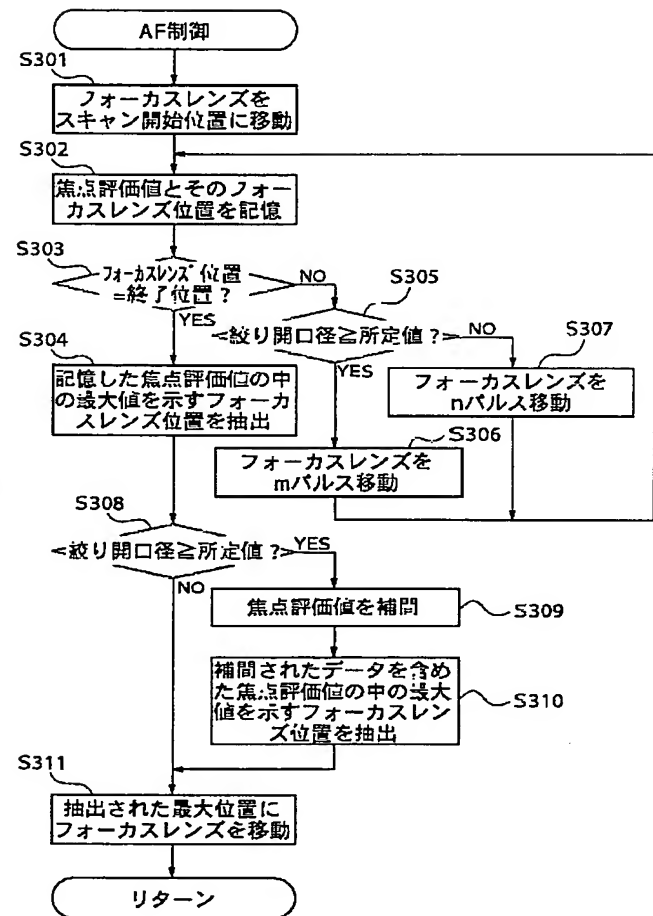 AF制御
S301
フォーカスレンズを
スキャン開始位置に移動
S302
焦点評価値とそのフォー
カスレンズ位置を記憶
S303
フォーカスレンズ位置
=終了位置?
NO
YES
S305
絞り開口径≧所定値?
NO
YES
S307
フォーカスレンズを
nパルス移動
S304
記憶した焦点評価値の中
の最大値を示すフォーカ
スレンズ位置を抽出
S306
フォーカスレンズを
mパルス移動
S308
絞り開口径≧所定値?
YES
NO
焦点評価値を補間
S309
補間されたデータを含め
た焦点評価値の中の最大
値を示すフォーカスレン
ズ位置を抽出
S310
S311
抽出された最大位置に
フォーカスレンズを移動
リターン